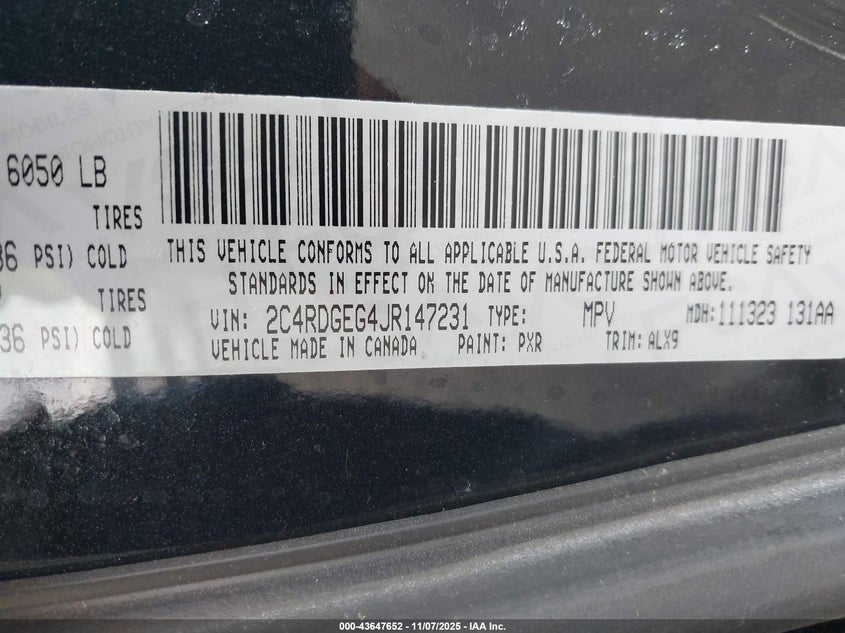 6050 LB
TIRES
36 PSI) COLD
TIRES
36 PSI) COLD
THIS VEHICLE CONFORMS TO ALL APPLICABLE U.S.A. FEDERAL MOTOR VEHICLE SAFETY
STANDARDS IN EFFECT ON THE DATE OF MANUFACTURE SHOWN ABOVE.
VIN: 2C4RDGEG4JR147231 TYPE: MPV MDH:111323 131AA
VEHICLE MADE IN CANADA PAINT: PXR TRIM: ALX9
000-43647652 — 11/07/2025 — IAA Inc.